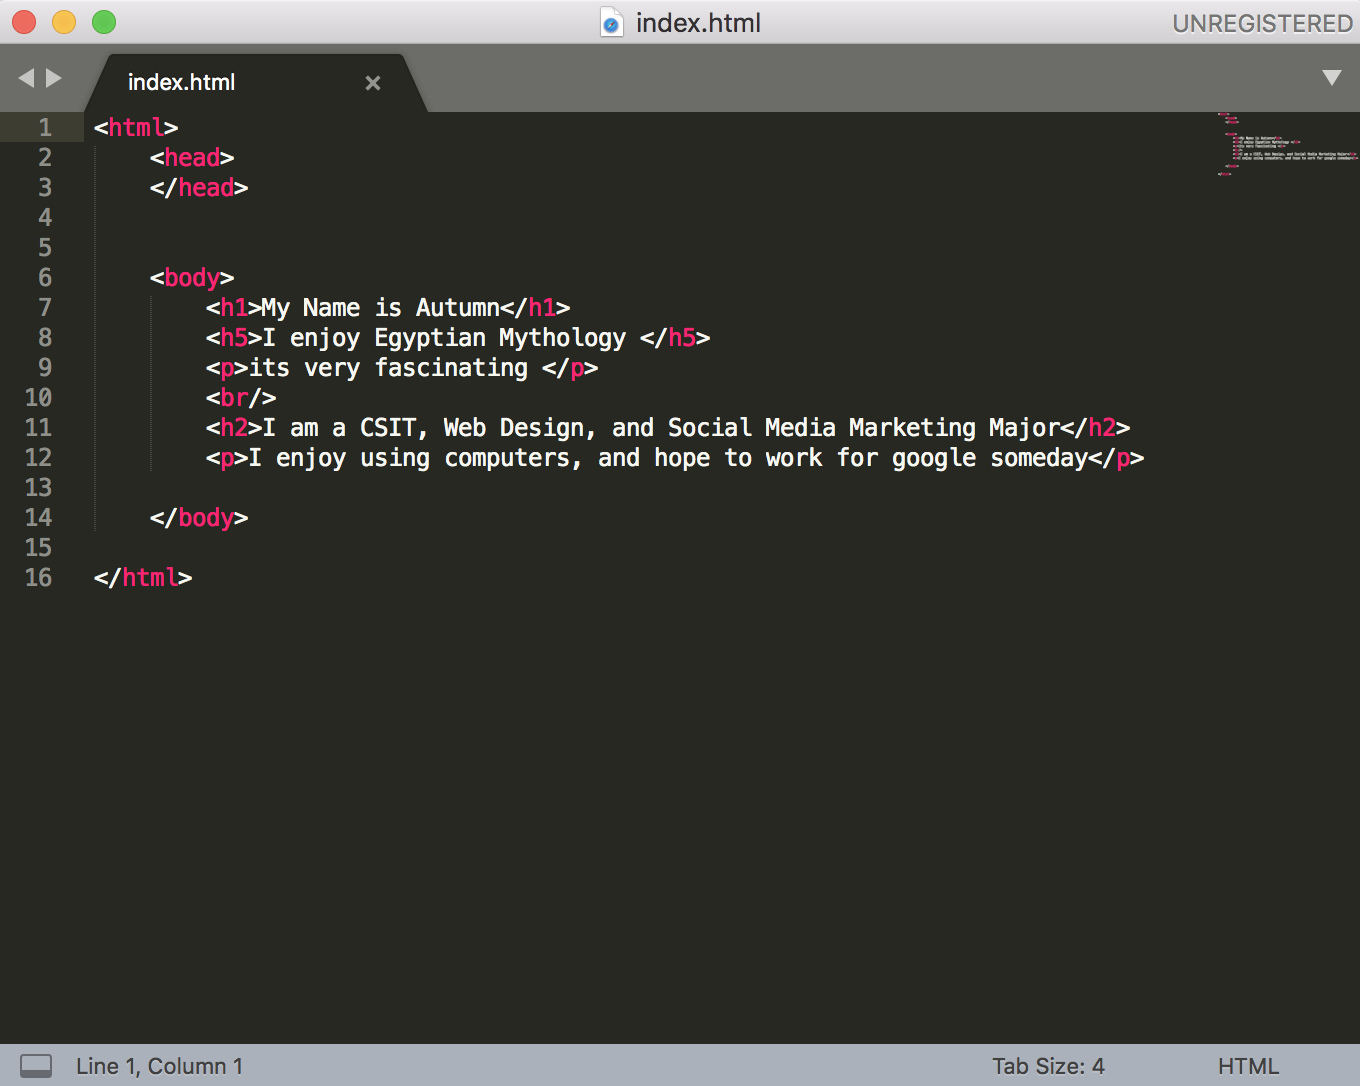 index.html
UNREGISTERED
index.html
1 <html>
2     <head>
3     </head>
4
5
6     <body>
7         <h1>My Name is Autumn</h1>
8         <h5>I enjoy Egyptian Mythology </h5>
9         <p>its very fascinating </p>
10         <br/>
11         <h2>I am a CSIT, Web Design, and Social Media Marketing Major</h2>
12         <p>I enjoy using computers, and hope to work for google someday</p>
13
14     </body>
15
16 </html>
Line 1, Column 1
Tab Size: 4
HTML